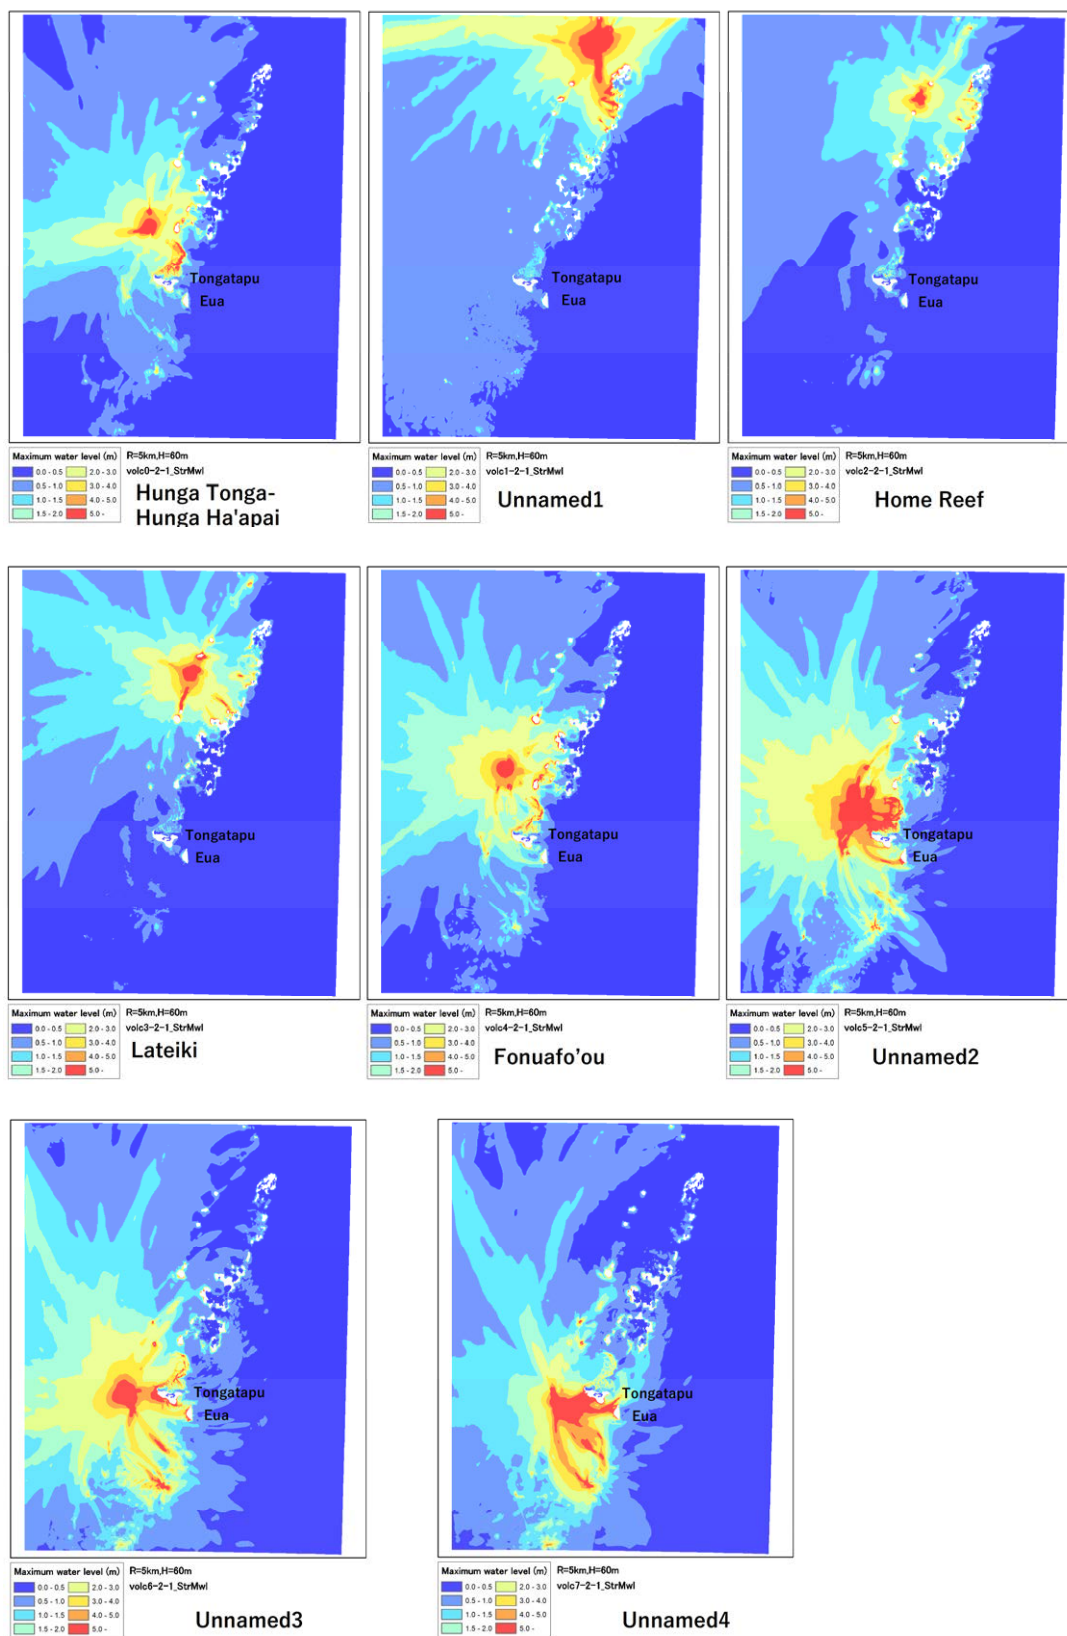 Tongatapu
Eua
Maximum water level (m)
0.0 - 0.5 2.0 - 3.0
0.5 - 1.0 3.0 - 4.0
1.0 - 1.5 4.0 - 5.0
1.5 - 2.0 5.0 -
R=5km,H=60m
volc0-2-1_StrMwl
Hunga Tonga-
Hunga Ha'apai
Tongatapu
Eua
Maximum water level (m)
0.0 - 0.5 2.0 - 3.0
0.5 - 1.0 3.0 - 4.0
1.0 - 1.5 4.0 - 5.0
1.5 - 2.0 5.0 -
R=5km,H=60m
volc1-2-1_StrMwl
Unnamed1
Tongatapu
Eua
Maximum water level (m)
0.0 - 0.5 2.0 - 3.0
0.5 - 1.0 3.0 - 4.0
1.0 - 1.5 4.0 - 5.0
1.5 - 2.0 5.0 -
R=5km,H=60m
volc2-2-1_StrMwl
Home Reef
Tongatapu
Eua
Maximum water level (m)
0.0 - 0.5 2.0 - 3.0
0.5 - 1.0 3.0 - 4.0
1.0 - 1.5 4.0 - 5.0
1.5 - 2.0 5.0 -
R=5km,H=60m
volc3-2-1_StrMwl
Lateiki
Tongatapu
Eua
Maximum water level (m)
0.0 - 0.5 2.0 - 3.0
0.5 - 1.0 3.0 - 4.0
1.0 - 1.5 4.0 - 5.0
1.5 - 2.0 5.0 -
R=5km,H=60m
volc4-2-1_StrMwl
Fonuafo’ou
Tongatapu
Eua
Maximum water level (m)
0.0 - 0.5 2.0 - 3.0
0.5 - 1.0 3.0 - 4.0
1.0 - 1.5 4.0 - 5.0
1.5 - 2.0 5.0 -
R=5km,H=60m
volc5-2-1_StrMwl
Unnamed2
Tongatapu
Eua
Maximum water level (m)
0.0 - 0.5 2.0 - 3.0
0.5 - 1.0 3.0 - 4.0
1.0 - 1.5 4.0 - 5.0
1.5 - 2.0 5.0 -
R=5km,H=60m
volc6-2-1_StrMwl
Unnamed3
Tongatapu
Eua
Maximum water level (m)
0.0 - 0.5 2.0 - 3.0
0.5 - 1.0 3.0 - 4.0
1.0 - 1.5 4.0 - 5.0
1.5 - 2.0 5.0 -
R=5km,H=60m
volc7-2-1_StrMwl
Unnamed4